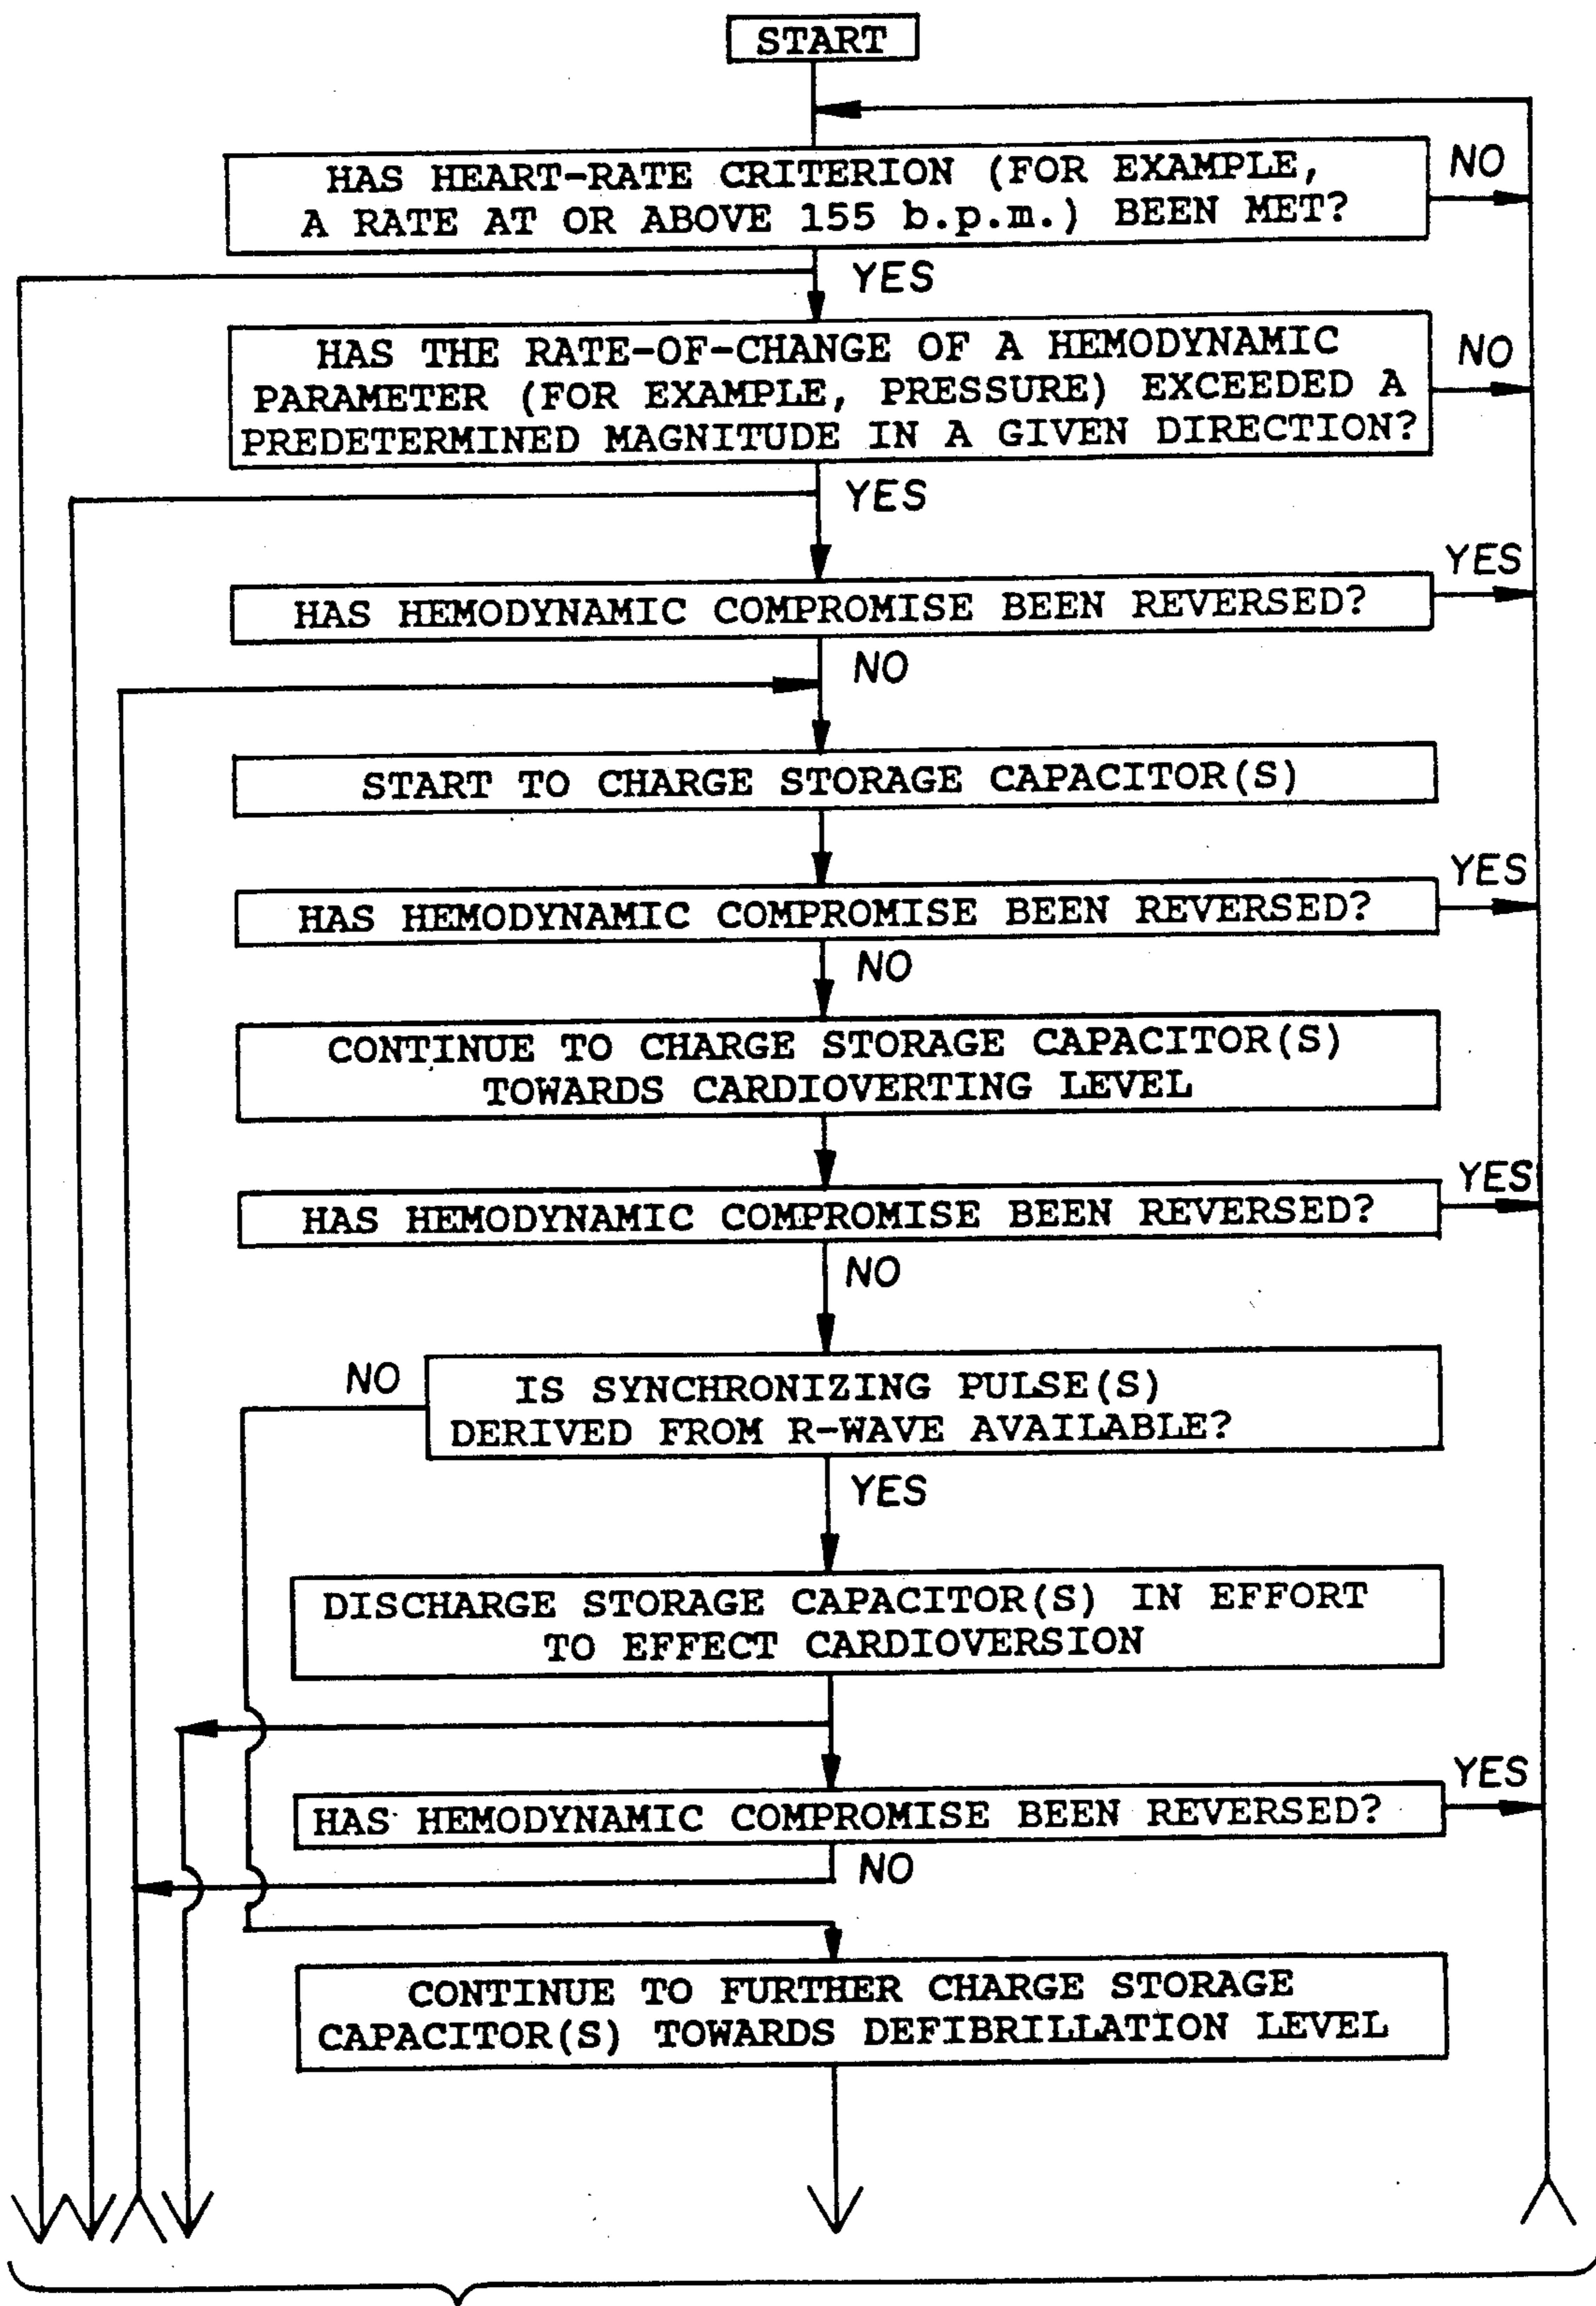 START
HAS HEART-RATE CRITERION (FOR EXAMPLE,
A RATE AT OR ABOVE 155 b.p.m.) BEEN MET?
NO
YES
HAS THE RATE-OF-CHANGE OF A HEMODYNAMIC
PARAMETER (FOR EXAMPLE, PRESSURE) EXCEEDED A
PREDETERMINED MAGNITUDE IN A GIVEN DIRECTION?
NO
YES
HAS HEMODYNAMIC COMPROMISE BEEN REVERSED?
YES
NO
START TO CHARGE STORAGE CAPACITOR(S)
HAS HEMODYNAMIC COMPROMISE BEEN REVERSED?
YES
NO
CONTINUE TO CHARGE STORAGE CAPACITOR(S)
TOWARDS CARDIOVERTING LEVEL
HAS HEMODYNAMIC COMPROMISE BEEN REVERSED?
YES
NO
NO
IS SYNCHRONIZING PULSE(S)
DERIVED FROM R-WAVE AVAILABLE?
YES
DISCHARGE STORAGE CAPACITOR(S) IN EFFORT
TO EFFECT CARDIOVERSION
HAS HEMODYNAMIC COMPROMISE BEEN REVERSED?
YES
NO
CONTINUE TO FURTHER CHARGE STORAGE
CAPACITOR(S) TOWARDS DEFIBRILLATION LEVEL